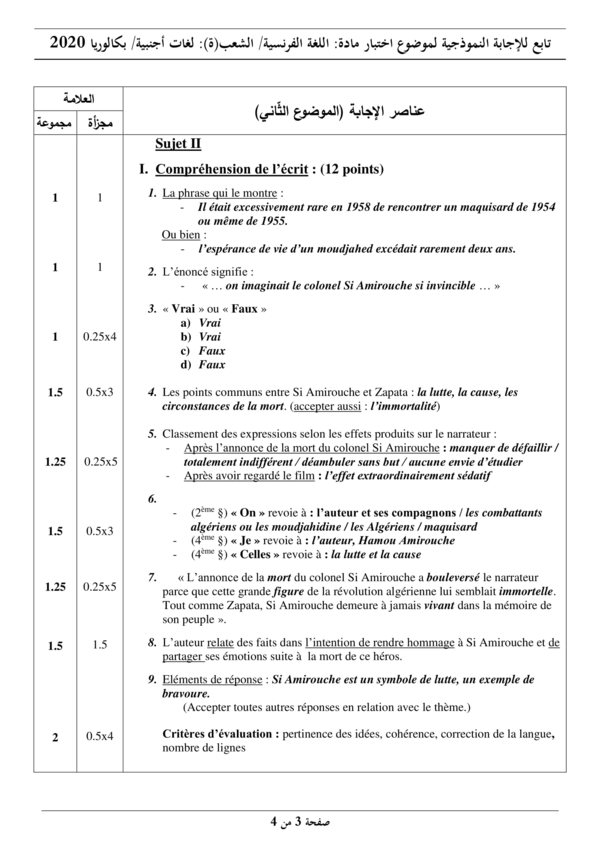 تابع للإجابة النموذجية لموضوع اختبار مادة: اللغة الفرنسية/ الشعب(ة): لغات أجنبية/ بكالوريا 2020
العلامة
عناصر الإجابة (الموضوع الثّاني)
مجموعة
مجزأة
Sujet II
I. Compréhension de l’écrit : (12 points)
1 1 1. La phrase qui le montre :
- Il était excessivement rare en 1958 de rencontrer un maquisard de 1954
ou même de 1955.
Ou bien :
- l’espérance de vie d’un moudjahed excédait rarement deux ans.
1 1 2. L’énoncé signifie :
- « … on imaginait le colonel Si Amirouche si invincible … »
3. « Vrai » ou « Faux »
a) Vrai
1 0.25x4 b) Vrai
c) Faux
d) Faux
1.5 0.5x3 4. Les points communs entre Si Amirouche et Zapata : la lutte, la cause, les
circonstances de la mort. (accepter aussi : l’immortalité)
5. Classement des expressions selon les effets produits sur le narrateur :
- Après l’annonce de la mort du colonel Si Amirouche : manquer de défaillir /
1.25 0.25x5 totalement indifférent / déambuler sans but / aucune envie d’étudier
- Après avoir regardé le film : l’effet extraordinairement sédatif
6.
- (2ème §) « On » revoie à : l’auteur et ses compagnons / les combattants
algériens ou les moudjahidine / les Algériens / maquisard
1.5 0.5x3 - (4ème §) « Je » revoie à : l’auteur, Hamou Amirouche
- (4ème §) « Celles » revoie à : la lutte et la cause
7. « L’annonce de la mort du colonel Si Amirouche a bouleversé le narrateur
1.25 0.25x5 parce que cette grande figure de la révolution algérienne lui semblait immortelle.
Tout comme Zapata, Si Amirouche demeure à jamais vivant dans la mémoire de
son peuple ».
1.5 1.5 8. L’auteur relate des faits dans l’intention de rendre hommage à Si Amirouche et de
partager ses émotions suite à la mort de ce héros.
9. Eléments de réponse : Si Amirouche est un symbole de lutte, un exemple de
bravoure.
(Accepter toutes autres réponses en relation avec le thème.)
2 0.5x4 Critères d’évaluation : pertinence des idées, cohérence, correction de la langue,
nombre de lignes
صفحة 3 من 4